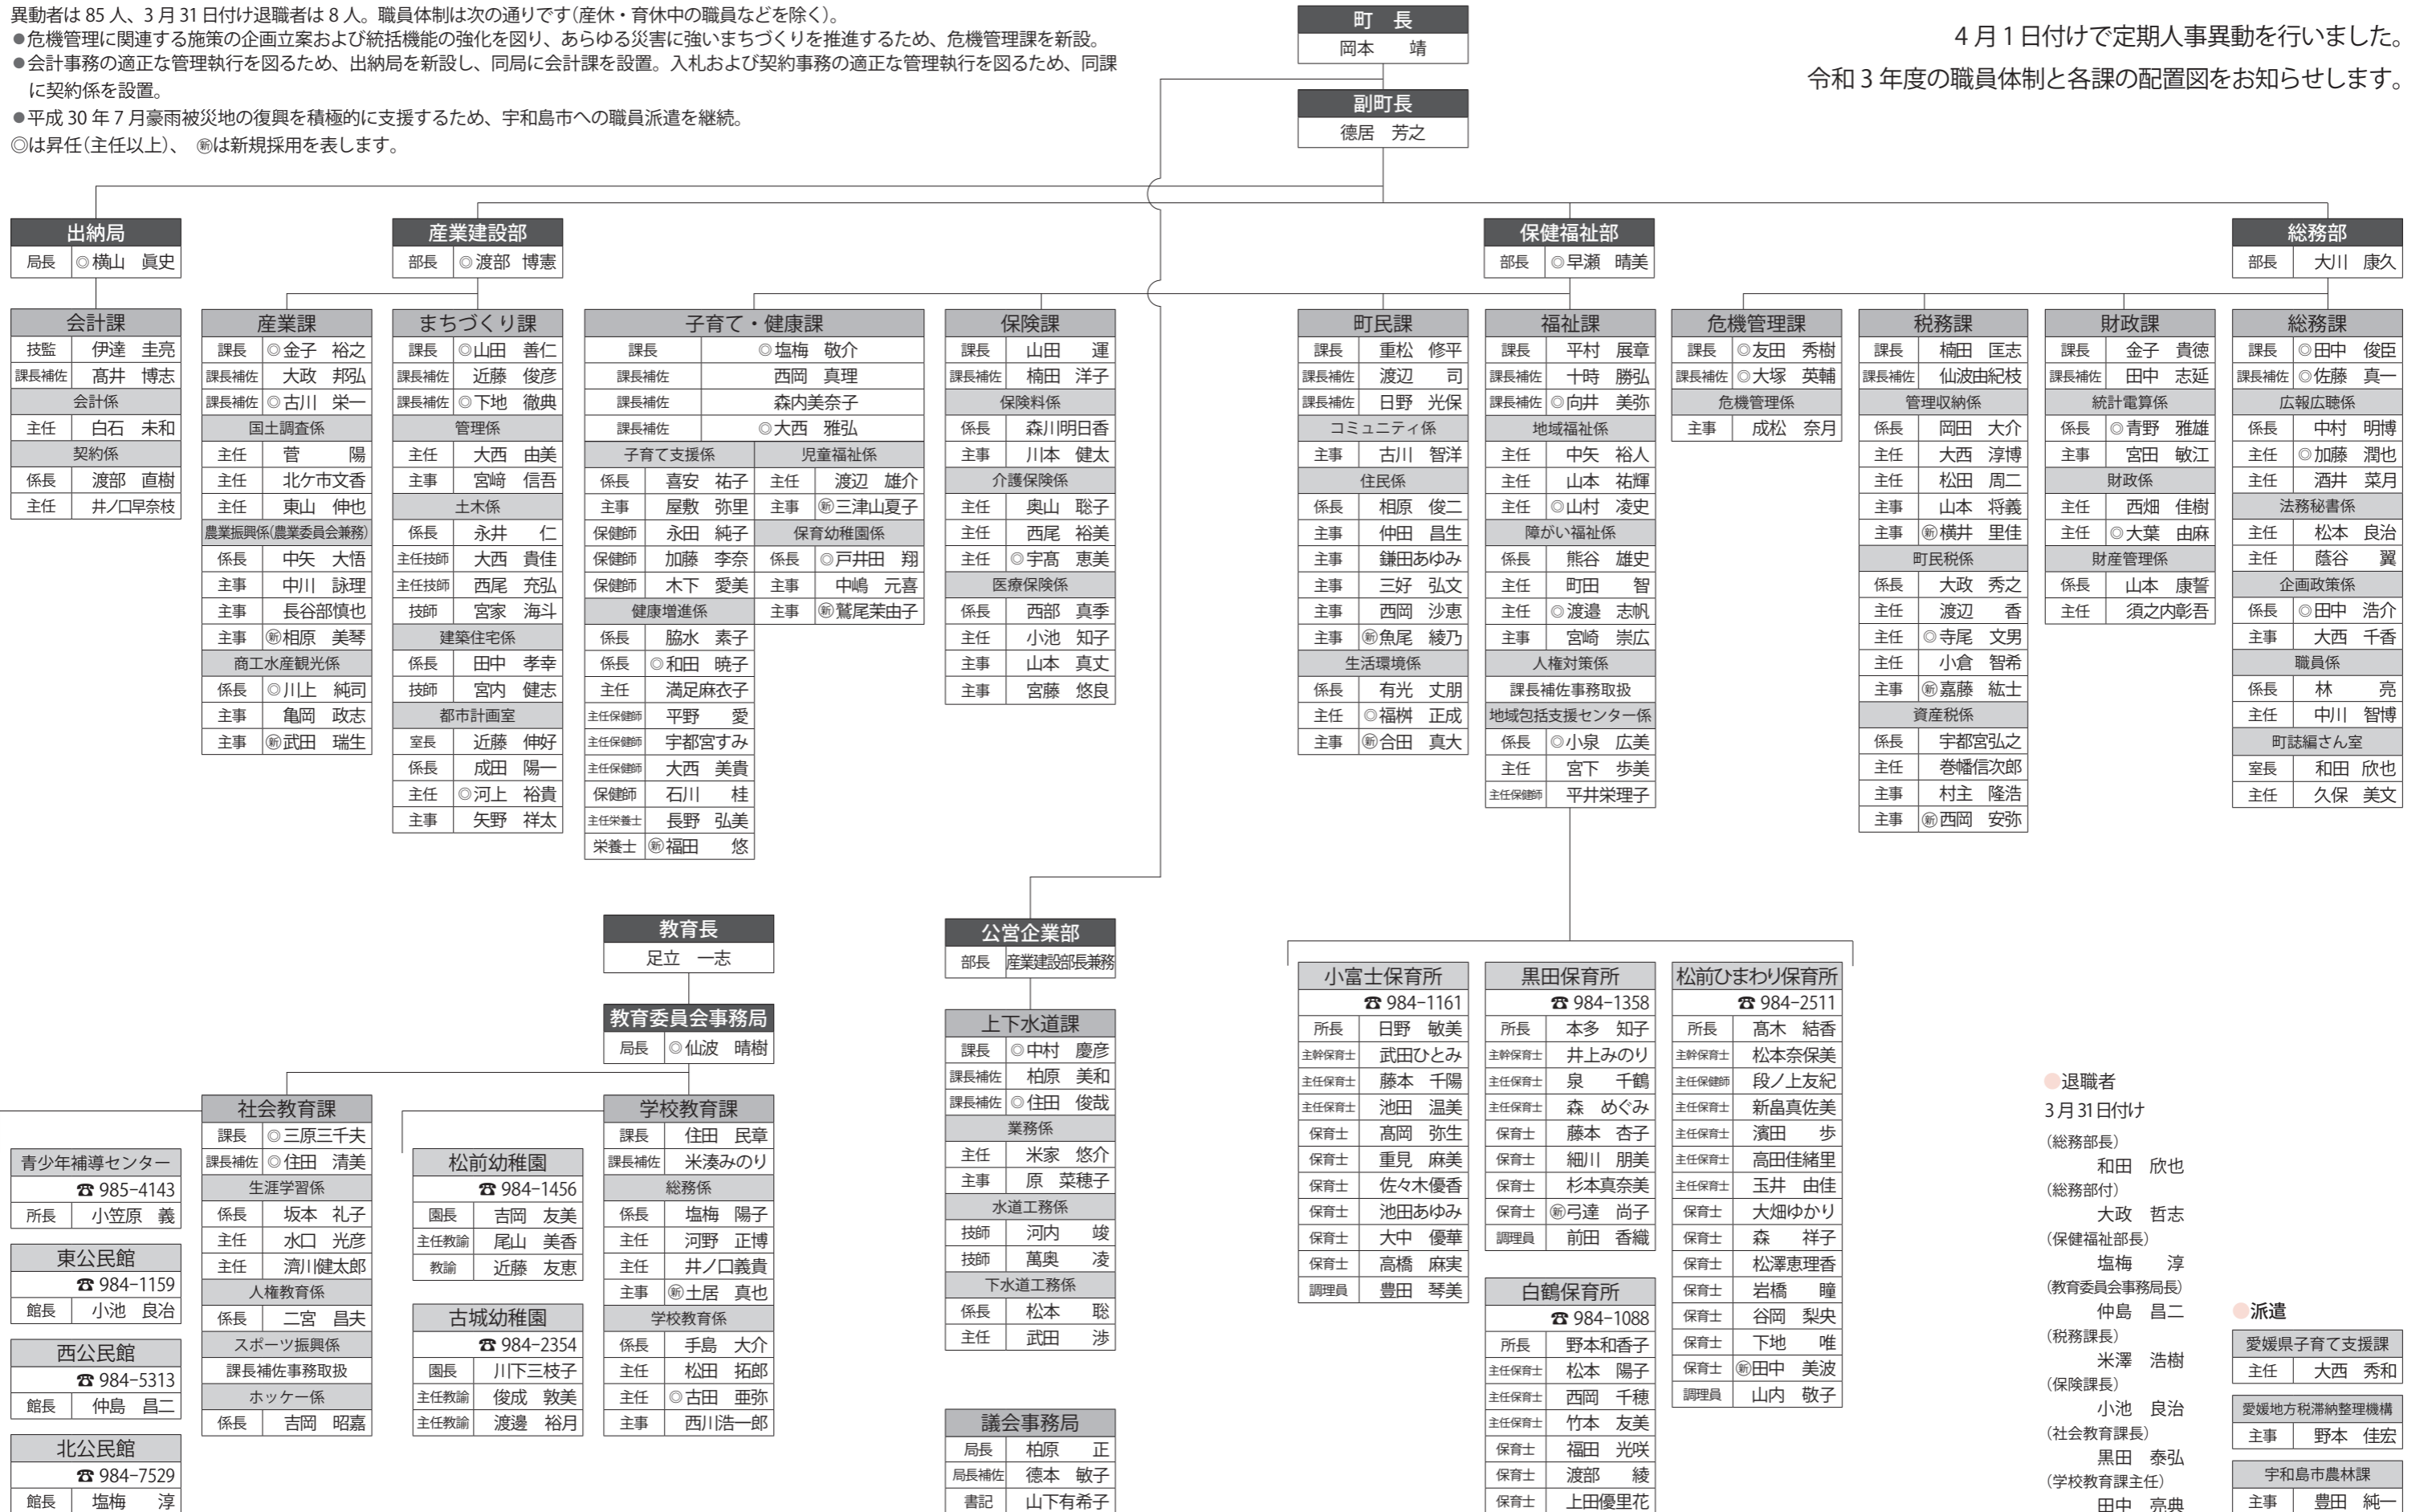 異動者は 85 人、3 月 31 日付け退職者は 8 人。職員体制は次の通りです(産休・育休中の職員などを除く)。
●危機管理に関連する施策の企画立案および統括機能の強化を図り、あらゆる災害に強いまちづくりを推進するため、危機管理課を新設。
●会計事務の適正な管理執行を図るため、出納局を新設し、同局に会計課を設置。入札および契約事務の適正な管理執行を図るため、同課
に契約係を設置。
●平成 30 年 7 月豪雨被災地の復興を積極的に支援するため、宇和島市への職員派遣を継続。
◎は昇任(主任以上)、 ㊟は新規採用を表します。
4 月 1 日付けで定期人事異動を行いました。
令和 3 年度の職員体制と各課の配置図をお知らせします。
町 長
岡本 靖
副町長
德居 芳之
出納局
局長 ◎横山 眞史
会計課
技監 伊達 圭亮
課長補佐 髙井 博志
会計係
主任 白石 未和
契約係
係長 渡部 直樹
主任 井ノ口早奈枝
産業建設部
部長 ◎渡部 博憲
産業課
課長 ◎金子 裕之
課長補佐 大政 邦弘
課長補佐 ◎古川 栄一
国土調査係
主任 菅 陽
主任 北ケ市文香
主任 東山 伸也
農業振興係(農業委員会兼務)
係長 中矢 大悟
主事 中川 詠理
主事 長谷部慎也
主事 新 相原 美琴
商工水産観光係
係長 ◎川上 純司
主事 亀岡 政志
主事 新 武田 瑞生
まちづくり課
課長 ◎山田 善仁
課長補佐 近藤 俊彦
課長補佐 ◎下地 徹典
管理係
主任 大西 由美
主事 宮﨑 信吾
土木係
係長 永井 仁
主任技師 大西 貴佳
主任技師 西尾 充弘
技師 宮家 海斗
建築住宅係
係長 田中 孝幸
技師 宮内 健志
都市計画室
室長 近藤 伸好
係長 成田 陽一
主任 ◎河上 裕貴
主事 矢野 祥太
保健福祉部
部長 ◎早瀬 晴美
子育て・健康課
課長 ◎塩梅 敬介
課長補佐 西岡 真理
課長補佐 森内美奈子
課長補佐 ◎大西 雅弘
子育て支援係
係長 喜安 祐子
主事 屋敷 弥里
保健師 永田 純子
保健師 加藤 李奈
保健師 木下 愛美
健康増進係
係長 脇水 素子
係長 ◎和田 暁子
主任 満足麻衣子
主任保健師 平野 愛
主任保健師 宇都宮すみ
主任保健師 大西 美貴
保健師 石川 桂
主任栄養士 長野 弘美
栄養士 新 福田 悠
児童福祉係
主任 渡辺 雄介
主事 新 三津山夏子
保育幼稚園係
係長 ◎戸井田 翔
主事 中嶋 元喜
主事 新 鷲尾茉由子
保険課
課長 山田 運
課長補佐 楠田 洋子
保険料係
係長 森川明日香
主事 川本 健太
介護保険係
主任 奥山 聡子
主任 西尾 裕美
主任 ◎宇髙 恵美
医療保険係
係長 西部 真季
主任 小池 知子
主事 山本 真丈
主事 宮藤 悠良
町民課
課長 重松 修平
課長補佐 渡辺 司
課長補佐 日野 光保
コミュニティ係
主事 古川 智洋
住民係
係長 相原 俊二
主事 仲田 昌生
主事 鎌田あゆみ
主事 三好 弘文
主事 西岡 沙恵
主事 新 魚尾 綾乃
生活環境係
係長 有光 丈朋
主任 ◎福桝 正成
主事 新 合田 真大
福祉課
課長 平村 展章
課長補佐 十時 勝弘
課長補佐 ◎向井 美弥
地域福祉係
主任 中矢 裕人
主任 山本 祐輝
主任 ◎山村 凌史
障がい福祉係
係長 熊谷 雄史
主任 町田 智
主任 ◎渡邉 志帆
主事 宮崎 崇広
人権対策係
課長補佐事務取扱
地域包括支援センター係
係長 ◎小泉 広美
主任 宮下 歩美
主任保健師 平井栄理子
総務部
部長 大川 康久
危機管理課
課長 ◎友田 秀樹
課長補佐 ◎大塚 英輔
危機管理係
主事 成松 奈月
税務課
課長 楠田 匡志
課長補佐 仙波由紀枝
管理収納係
係長 岡田 大介
主任 大西 淳博
主任 松田 周二
主事 山本 将義
主事 新 横井 里佳
町民税係
係長 大政 秀之
主任 渡辺 香
主任 ◎寺尾 文男
主任 小倉 智希
主事 新 嘉藤 紘士
資産税係
係長 宇都宮弘之
主任 巻幡信次郎
主事 村主 隆浩
主事 新 西岡 安弥
財政課
課長 金子 貴徳
課長補佐 田中 志延
統計電算係
係長 ◎青野 雅雄
主事 宮田 敏江
財政係
主任 西畑 佳樹
主任 ◎大葉 由麻
財産管理係
係長 山本 康誓
主任 須之内彰吾
総務課
課長 ◎田中 俊臣
課長補佐 ◎佐藤 真一
広報広聴係
係長 中村 明博
主任 ◎加藤 潤也
主任 酒井 菜月
法務秘書係
主任 松本 良治
主任 蔭谷 翼
企画政策係
係長 ◎田中 浩介
主事 大西 千香
職員係
係長 林 亮
主任 中川 智博
町誌編さん室
室長 和田 欣也
主任 久保 美文
教育長
足立 一志
教育委員会事務局
局長 ◎仙波 晴樹
青少年補導センター
☎ 985-4143
所長 小笠原 義
東公民館
☎ 984-1159
館長 小池 良冶
西公民館
☎ 984-5313
館長 仲島 昌二
北公民館
☎ 984-7529
館長 塩梅 淳
社会教育課
課長 ◎三原三千夫
課長補佐 ◎住田 清美
生涯学習係
係長 坂本 礼子
主任 水口 光彦
主任 濟川健太郎
人権教育係
係長 二宮 昌夫
スポーツ振興係
課長補佐事務取扱
ホッケー係
係長 吉岡 昭嘉
松前幼稚園
☎ 984-1456
園長 吉岡 友美
主任教諭 尾山 美香
教諭 近藤 友恵
古城幼稚園
☎ 984-2354
園長 川下三枝子
主任教諭 俊成 敦美
主任教諭 渡邊 裕月
学校教育課
課長 住田 民章
課長補佐 米湊みのり
総務係
係長 塩梅 陽子
主任 河野 正博
主任 井ノ口義貴
主事 新 土居 真也
学校教育係
係長 手島 大介
主任 松田 拓郎
主任 ◎古田 亜弥
主事 西川浩一郎
公営企業部
部長 産業建設部長兼務
上下水道課
課長 ◎中村 慶彦
課長補佐 柏原 美和
課長補佐 ◎住田 俊哉
業務係
主任 米家 悠介
主事 原 菜穂子
水道工務係
技師 河内 竣
技師 萬奥 凌
下水道工務係
係長 松本 聡
主任 武田 渉
議会事務局
局長 柏原 正
局長補佐 徳本 敏子
書記 山下有希子
小富士保育所
☎ 984-1161
所長 日野 敏美
主幹保育士 武田ひとみ
主任保育士 藤本 千陽
主任保育士 池田 温美
保育士 髙岡 弥生
保育士 重見 麻美
保育士 佐々木優香
保育士 池田あゆみ
保育士 大中 優華
保育士 高橋 麻実
調理員 豊田 琴美
黒田保育所
☎ 984-1358
所長 本多 知子
主幹保育士 井上みのり
主任保育士 泉 千鶴
主任保育士 森 めぐみ
保育士 藤本 杏子
保育士 細川 朋美
保育士 杉本真奈美
保育士 新 弓達 尚子
調理員 前田 香織
白鶴保育所
☎ 984-1088
所長 野本和香子
主任保育士 松本 陽子
主任保育士 西岡 千穂
主任保育士 竹本 友美
保育士 福田 光咲
保育士 渡部 綾
保育士 上田優里花
松前ひまわり保育所
☎ 984-2511
所長 髙木 結香
主幹保育士 松本奈保美
主任保健師 段ノ上友紀
主任保育士 新畠真佐美
主任保育士 濱田 歩
主任保育士 高田佳緒里
主任保育士 玉井 由佳
保育士 大畑ゆかり
保育士 森 祥子
保育士 松澤恵理香
保育士 岩橋 瞳
保育士 谷岡 梨央
保育士 下地 唯
保育士 新 田中 美波
調理員 山内 敬子
●退職者
3 月 31 日付け
(総務部長)
和田 欣也
(総務部付)
大政 哲志
(保健福祉部長)
塩梅 淳
(教育委員会事務局長)
仲島 昌二
(税務課長)
米澤 浩樹
(保険課長)
小池 良冶
(社会教育課長)
黒田 泰弘
(学校教育課主任)
田中 亮典
●派遣
愛媛県子育て支援課
主任 大西 秀和
愛媛地方税滞納整理機構
主事 野本 佳宏
宇和島市農林課
主事 豊田 純一